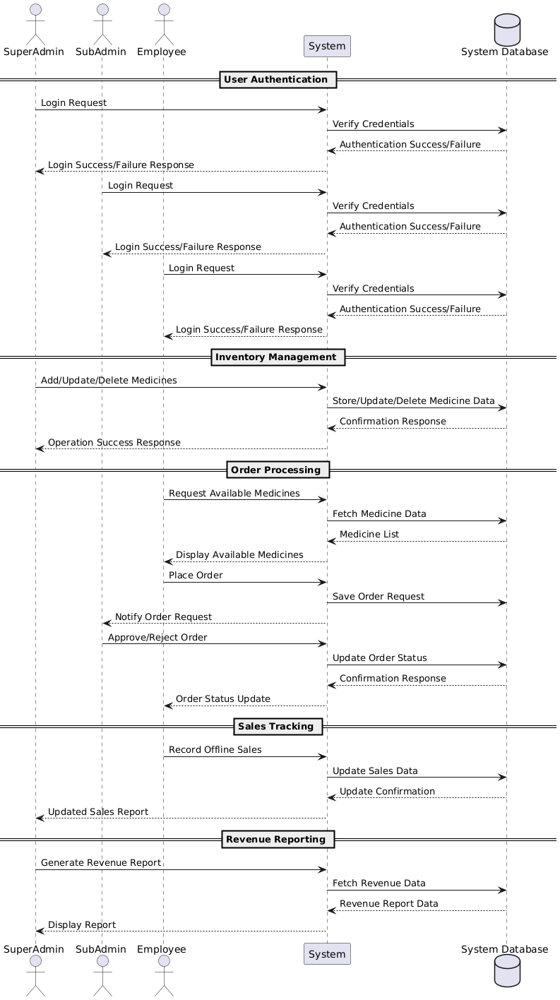 SuperAdmin SubAdmin Employee System System Database
User Authentication
Login Request
Verify Credentials
Authentication Success/Failure
Login Success/Failure Response
Login Request
Verify Credentials
Authentication Success/Failure
Login Success/Failure Response
Login Request
Verify Credentials
Authentication Success/Failure
Login Success/Failure Response
Inventory Management
Add/Update/Delete Medicines
Store/Update/Delete Medicine Data
Confirmation Response
Operation Success Response
Order Processing
Request Available Medicines
Fetch Medicine Data
Medicine List
Display Available Medicines
Place Order
Save Order Request
Notify Order Request
Approve/Reject Order
Update Order Status
Confirmation Response
Order Status Update
Sales Tracking
Record Offline Sales
Update Sales Data
Update Confirmation
Updated Sales Report
Revenue Reporting
Generate Revenue Report
Fetch Revenue Data
Revenue Report Data
Display Report
SuperAdmin SubAdmin Employee System System Database